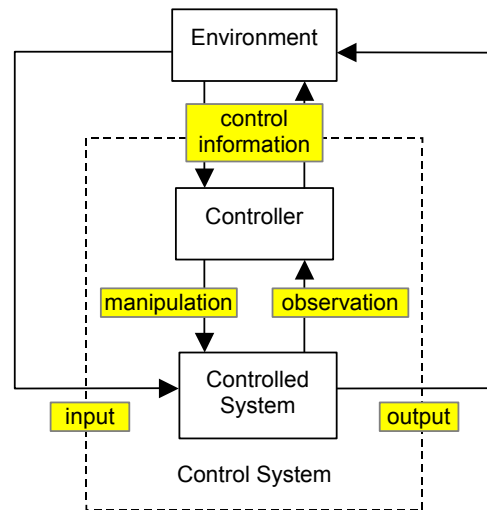 Environment
control
information
Controller
manipulation
observation
Controlled
System
input
output
Control System